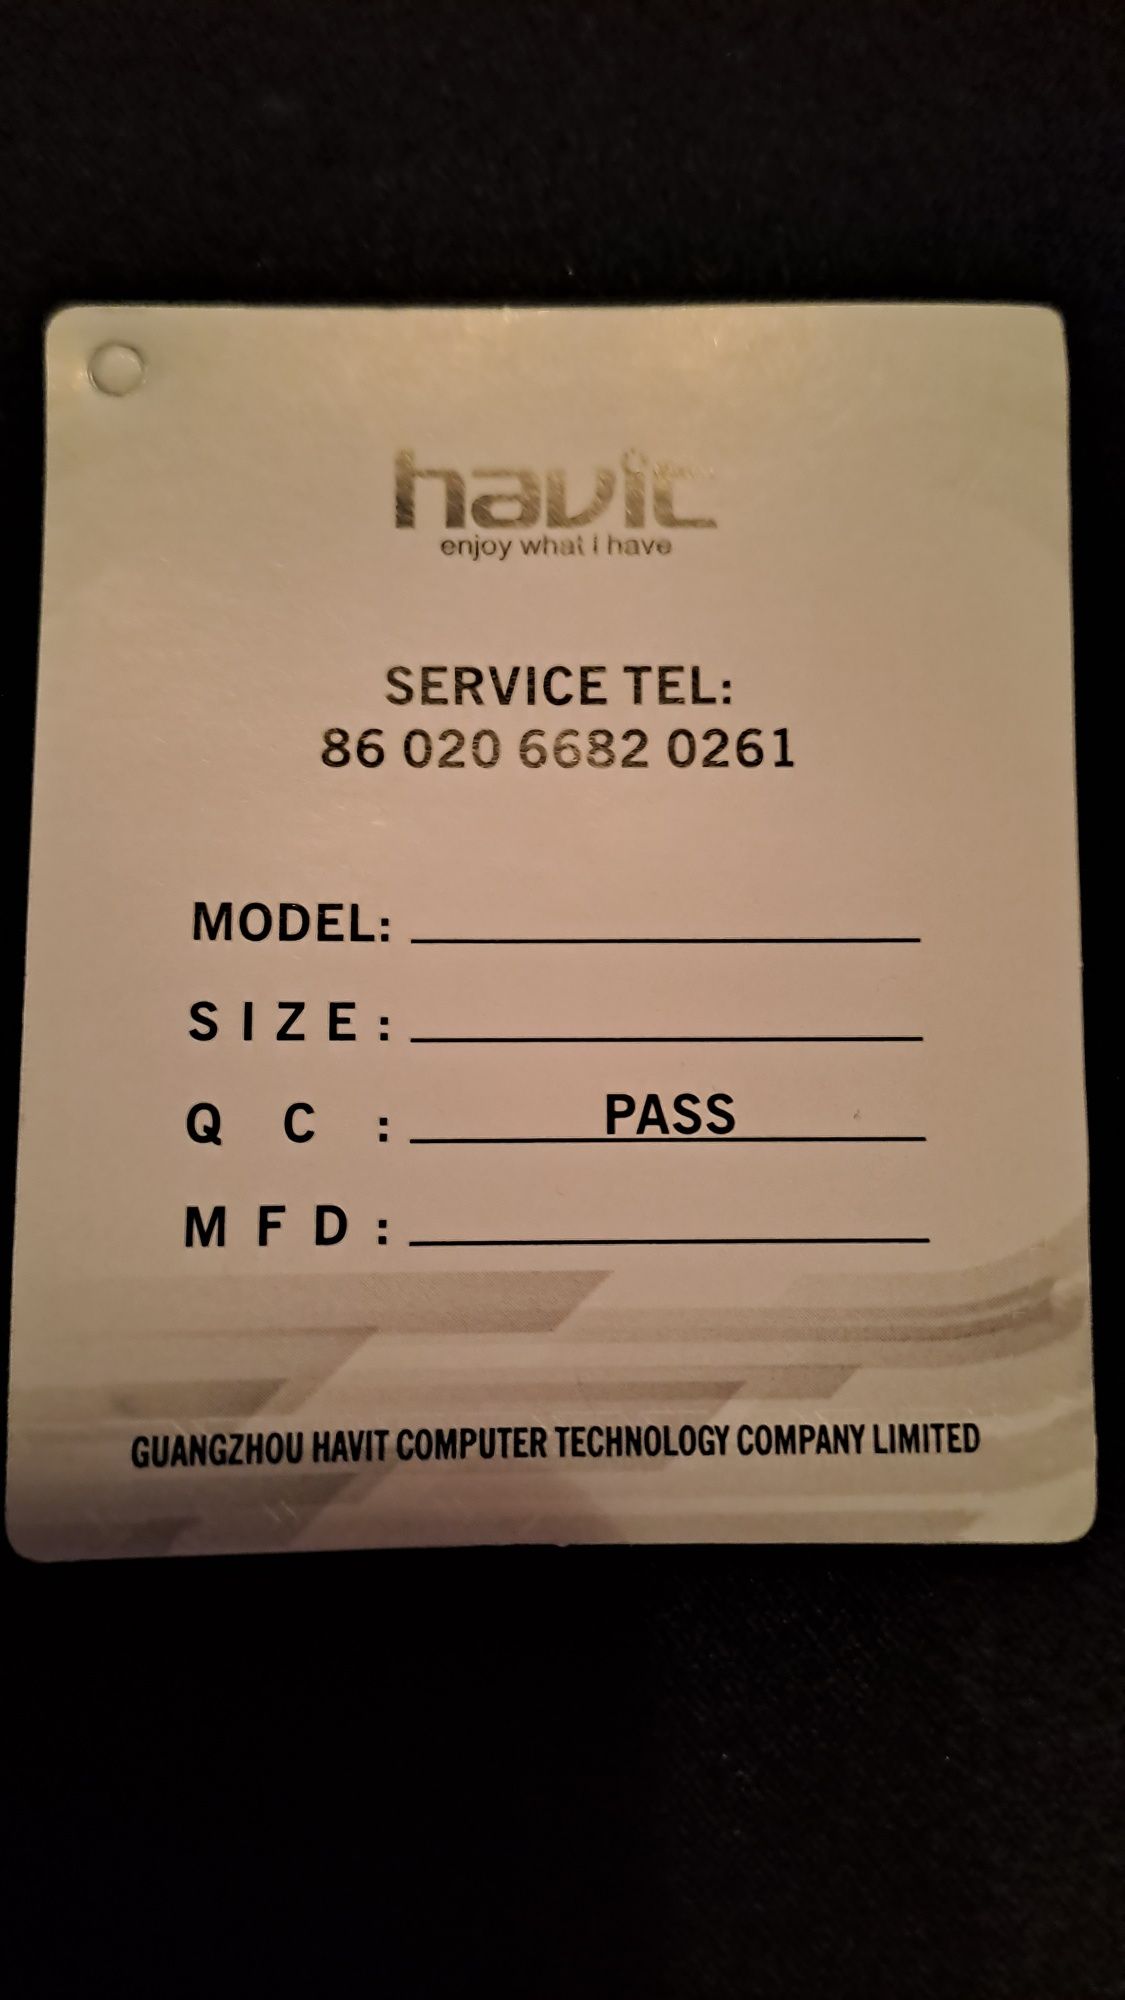 havit
enjoy what I have
SERVICE TEL:
86 020 6682 0261
MODEL:
SIZE:
QC: PASS
MFD:
GUANGZHOU HAVIT COMPUTER TECHNOLOGY COMPANY LIMITED